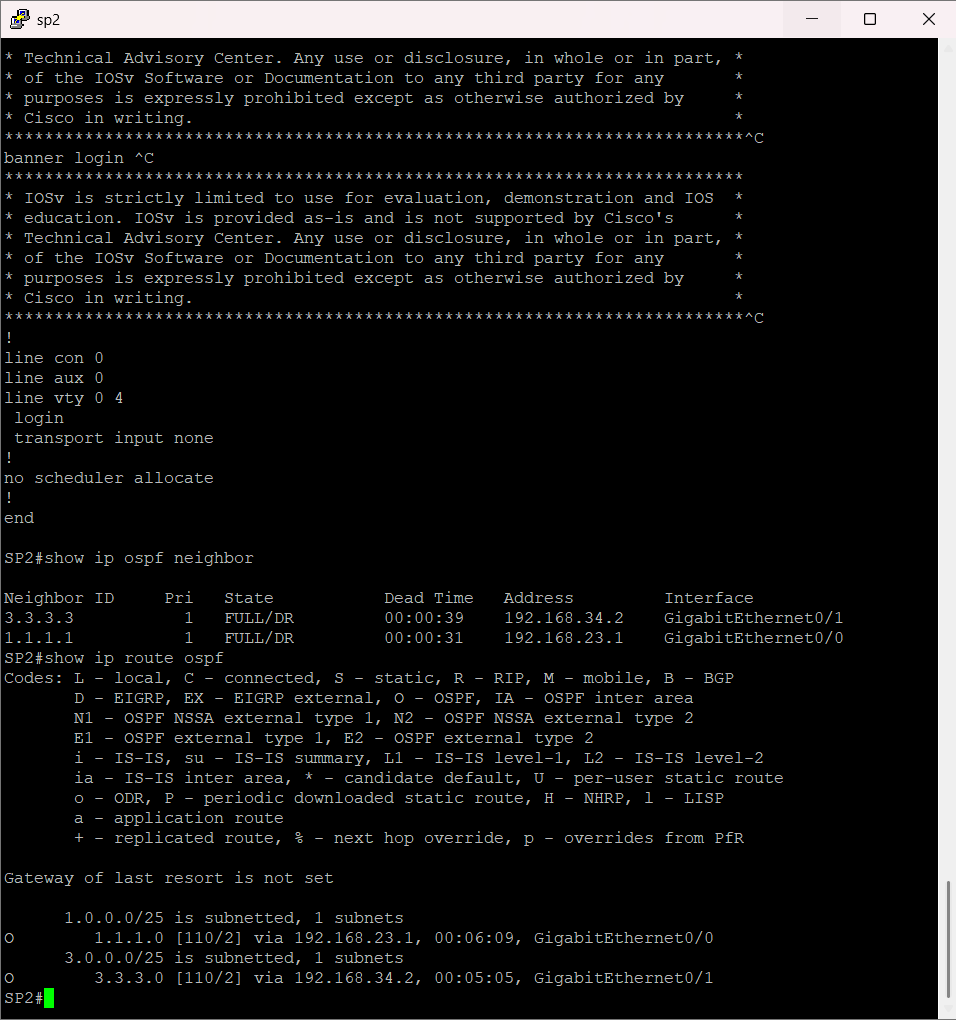 sp2
* Technical Advisory Center. Any use or disclosure, in whole or in part, *
* of the IOSv Software or Documentation to any third party for any       *
* purposes is expressly prohibited except as otherwise authorized by     *
* Cisco in writing.                                                      *
**************************************************************************^C
banner login ^C
**************************************************************************
* IOSv is strictly limited to use for evaluation, demonstration and IOS  *
* education. IOSv is provided as-is and is not supported by Cisco's      *
* Technical Advisory Center. Any use or disclosure, in whole or in part, *
* of the IOSv Software or Documentation to any third party for any       *
* purposes is expressly prohibited except as otherwise authorized by     *
* Cisco in writing.                                                      *
**************************************************************************^C
!
line con 0
line aux 0
line vty 0 4
 login
 transport input none
!
no scheduler allocate
!
end
SP2#show ip ospf neighbor
Neighbor ID     Pri   State           Dead Time   Address         Interface
3.3.3.3           1   FULL/DR         00:00:39    192.168.34.2    GigabitEthernet0/1
1.1.1.1           1   FULL/DR         00:00:31    192.168.23.1    GigabitEthernet0/0
SP2#show ip route ospf
Codes: L - local, C - connected, S - static, R - RIP, M - mobile, B - BGP
       D - EIGRP, EX - EIGRP external, O - OSPF, IA - OSPF inter area
       N1 - OSPF NSSA external type 1, N2 - OSPF NSSA external type 2
       E1 - OSPF external type 1, E2 - OSPF external type 2
       i - IS-IS, su - IS-IS summary, L1 - IS-IS level-1, L2 - IS-IS level-2
       ia - IS-IS inter area, * - candidate default, U - per-user static route
       o - ODR, P - periodic downloaded static route, H - NHRP, l - LISP
       a - application route
       + - replicated route, % - next hop override, p - overrides from PfR
Gateway of last resort is not set
      1.0.0.0/25 is subnetted, 1 subnets
O        1.1.1.0 [110/2] via 192.168.23.1, 00:06:09, GigabitEthernet0/0
      3.0.0.0/25 is subnetted, 1 subnets
O        3.3.3.0 [110/2] via 192.168.34.2, 00:05:05, GigabitEthernet0/1
SP2#